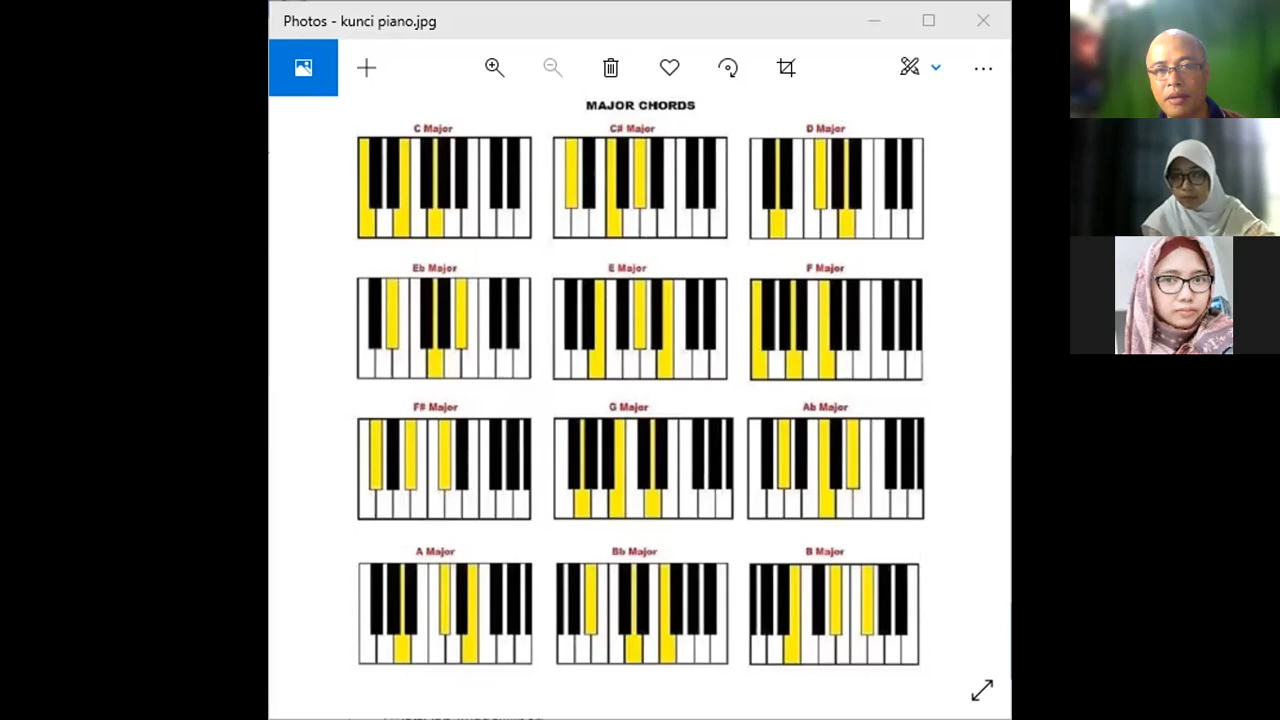 Photos - kunci piano.jpg
MAJOR CHORDS
C Major
C# Major
D Major
Eb Major
E Major
F Major
F# Major
G Major
Ab Major
A Major
Bb Major
B Major